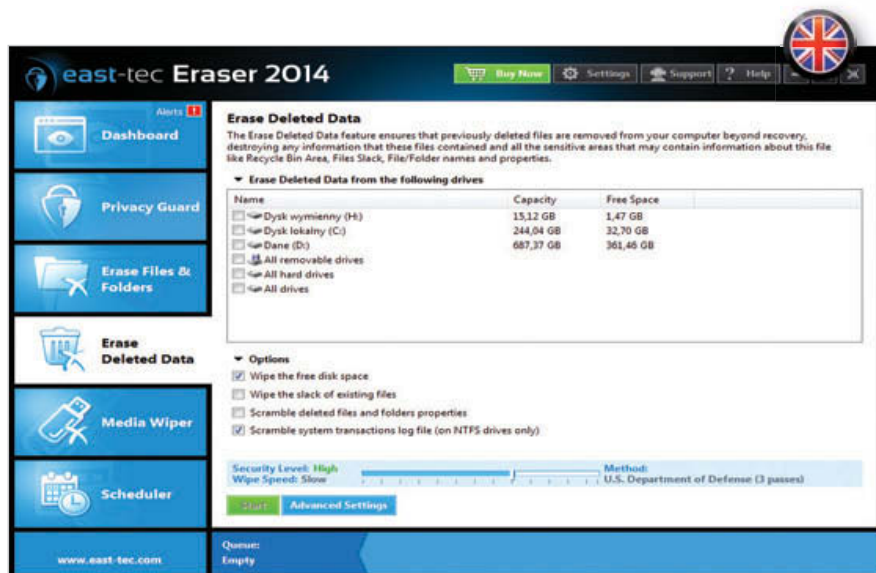 east-tec Eraser 2014
Buy Now
Settings
Support
? Help
Alerts !
Dashboard
Privacy Guard
Erase Files &
Folders
Erase
Deleted Data
Media Wiper
Scheduler
www.east-tec.com
Erase Deleted Data
The Erase Deleted Data feature ensures that previously deleted files are removed from your computer beyond recovery,
destroying any information that these files contained and all the sensitive areas that may contain information about this file
like Recycle Bin Area, Files Slack, File/Folder names and properties.
Erase Deleted Data from the following drives
Name Capacity Free Space
Dysk wymienny (H:) 15,12 GB 1,47 GB
Dysk lokalny (C:) 244,04 GB 32,70 GB
Dane (D:) 687,37 GB 361,46 GB
All removable drives
All hard drives
All drives
Options
Wipe the free disk space
Wipe the slack of existing files
Scramble deleted files and folders properties
Scramble system transactions log file (on NTFS drives only)
Security Level: High
Wipe Speed: Slow
Method:
U.S. Department of Defense (3 passes)
Start
Advanced Settings
Queue:
Empty